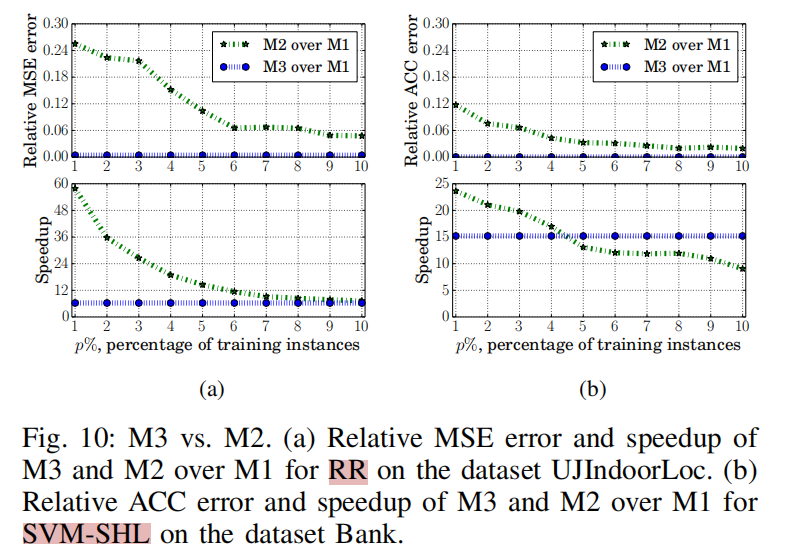 0.30
0.24
0.18
0.12
0.06
0.00
Relative MSE error
M2 over M1
M3 over M1
1 2 3 4 5 6 7 8 9 10
60
48
36
24
12
0
Speedup
1 2 3 4 5 6 7 8 9 10
p%, percentage of training instances
(a)
0.30
0.24
0.18
0.12
0.06
0.00
Relative ACC error
M2 over M1
M3 over M1
1 2 3 4 5 6 7 8 9 10
25
20
15
10
5
0
Speedup
1 2 3 4 5 6 7 8 9 10
p%, percentage of training instances
(b)
Fig. 10: M3 vs. M2. (a) Relative MSE error and speedup of
M3 and M2 over M1 for RR on the dataset UJIndoorLoc. (b)
Relative ACC error and speedup of M3 and M2 over M1 for
SVM-SHL on the dataset Bank.